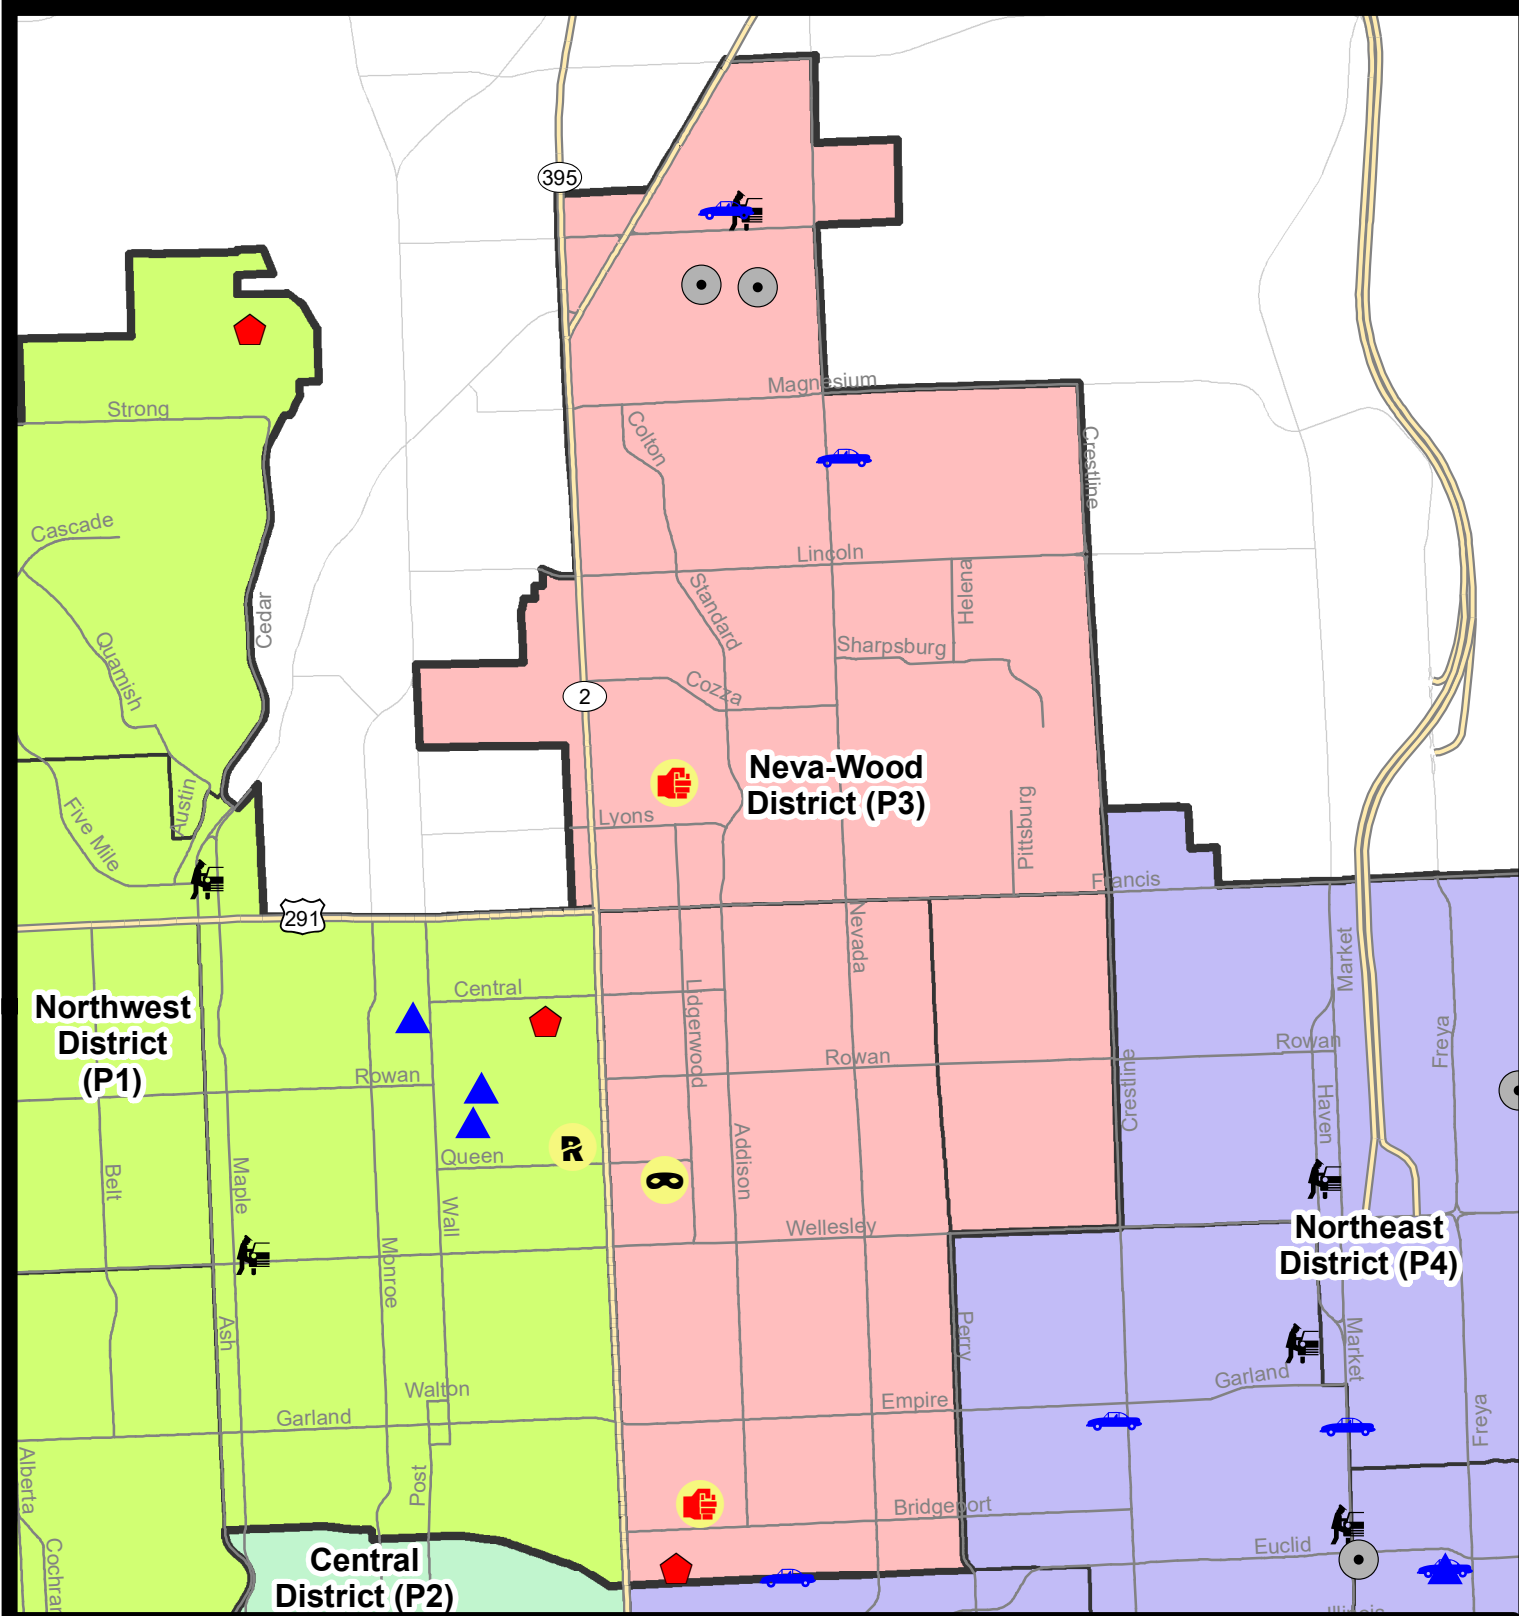 395
Magnesium
Strong
Colton
Crestline
Cascade
Lincoln
Helena
Standard
Cedar
Quamish
Sharpsburg
Cozza
2
Neva-Wood
District (P3)
Five Mile
Austin
Lyons
Pittsburg
Francis
291
Nevada
Market
Central
Lidgerwood
Northwest
District
(P1)
Rowan
Rowan
Rowan
Freya
Crestline
Haven
Queen
Addison
Belt
Maple
Wall
Wellesley
Northeast
District (P4)
Monroe
Ash
Perry
Market
Walton
Garland
Empire
Garland
Freya
Alberta
Post
R
Bridgeport
Euclid
Cochran
Central
District (P2)